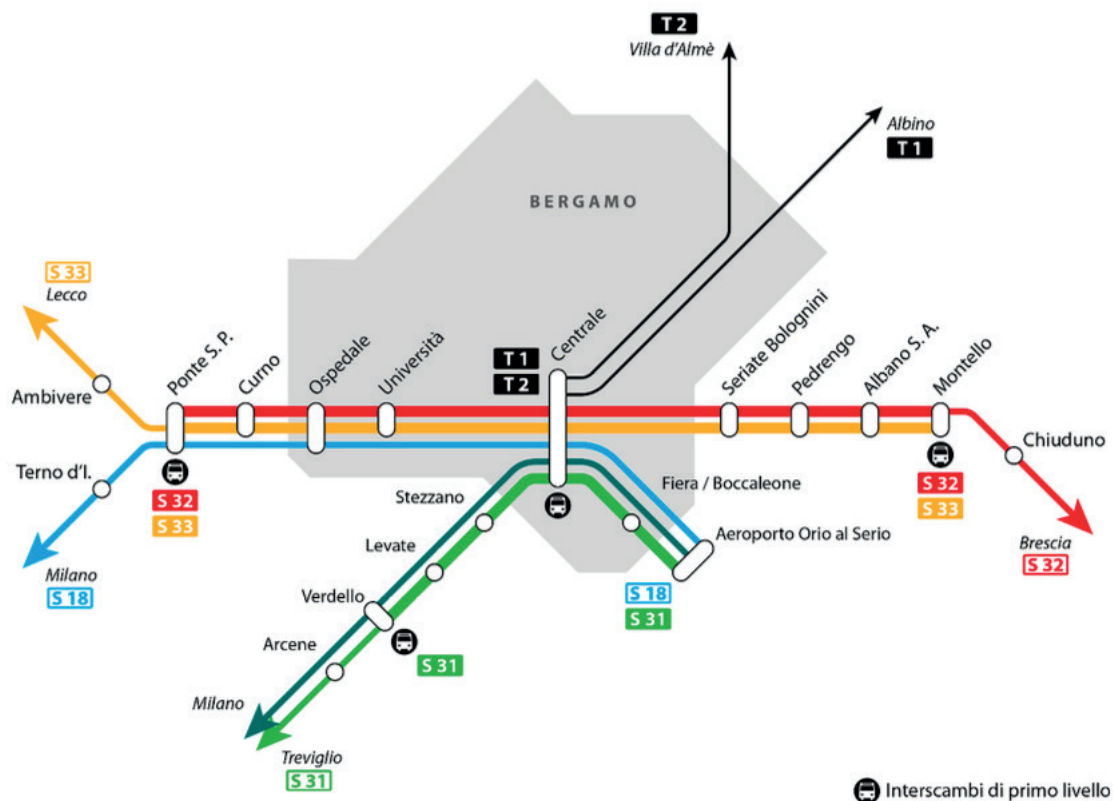 T 2
Villa d'Almè
Albino
T 1
BERGAMO
S 33
Lecco
Ambivere
Ponte S. P.
Curno
Ospedale
Università
T 1
T 2
Centrale
Seriate Bolognini
Pedrengo
Albano S. A.
Montello
Chiuduno
Terno d'I.
S 32
S 33
Milano
S 18
Stezzano
Levate
Verdello
Arcene
S 31
Milano
Treviglio
S 31
Fiera / Boccaleone
Aeroporto Orio al Serio
S 18
S 31
S 32
S 33
Brescia
S 32
Interscambi di primo livello